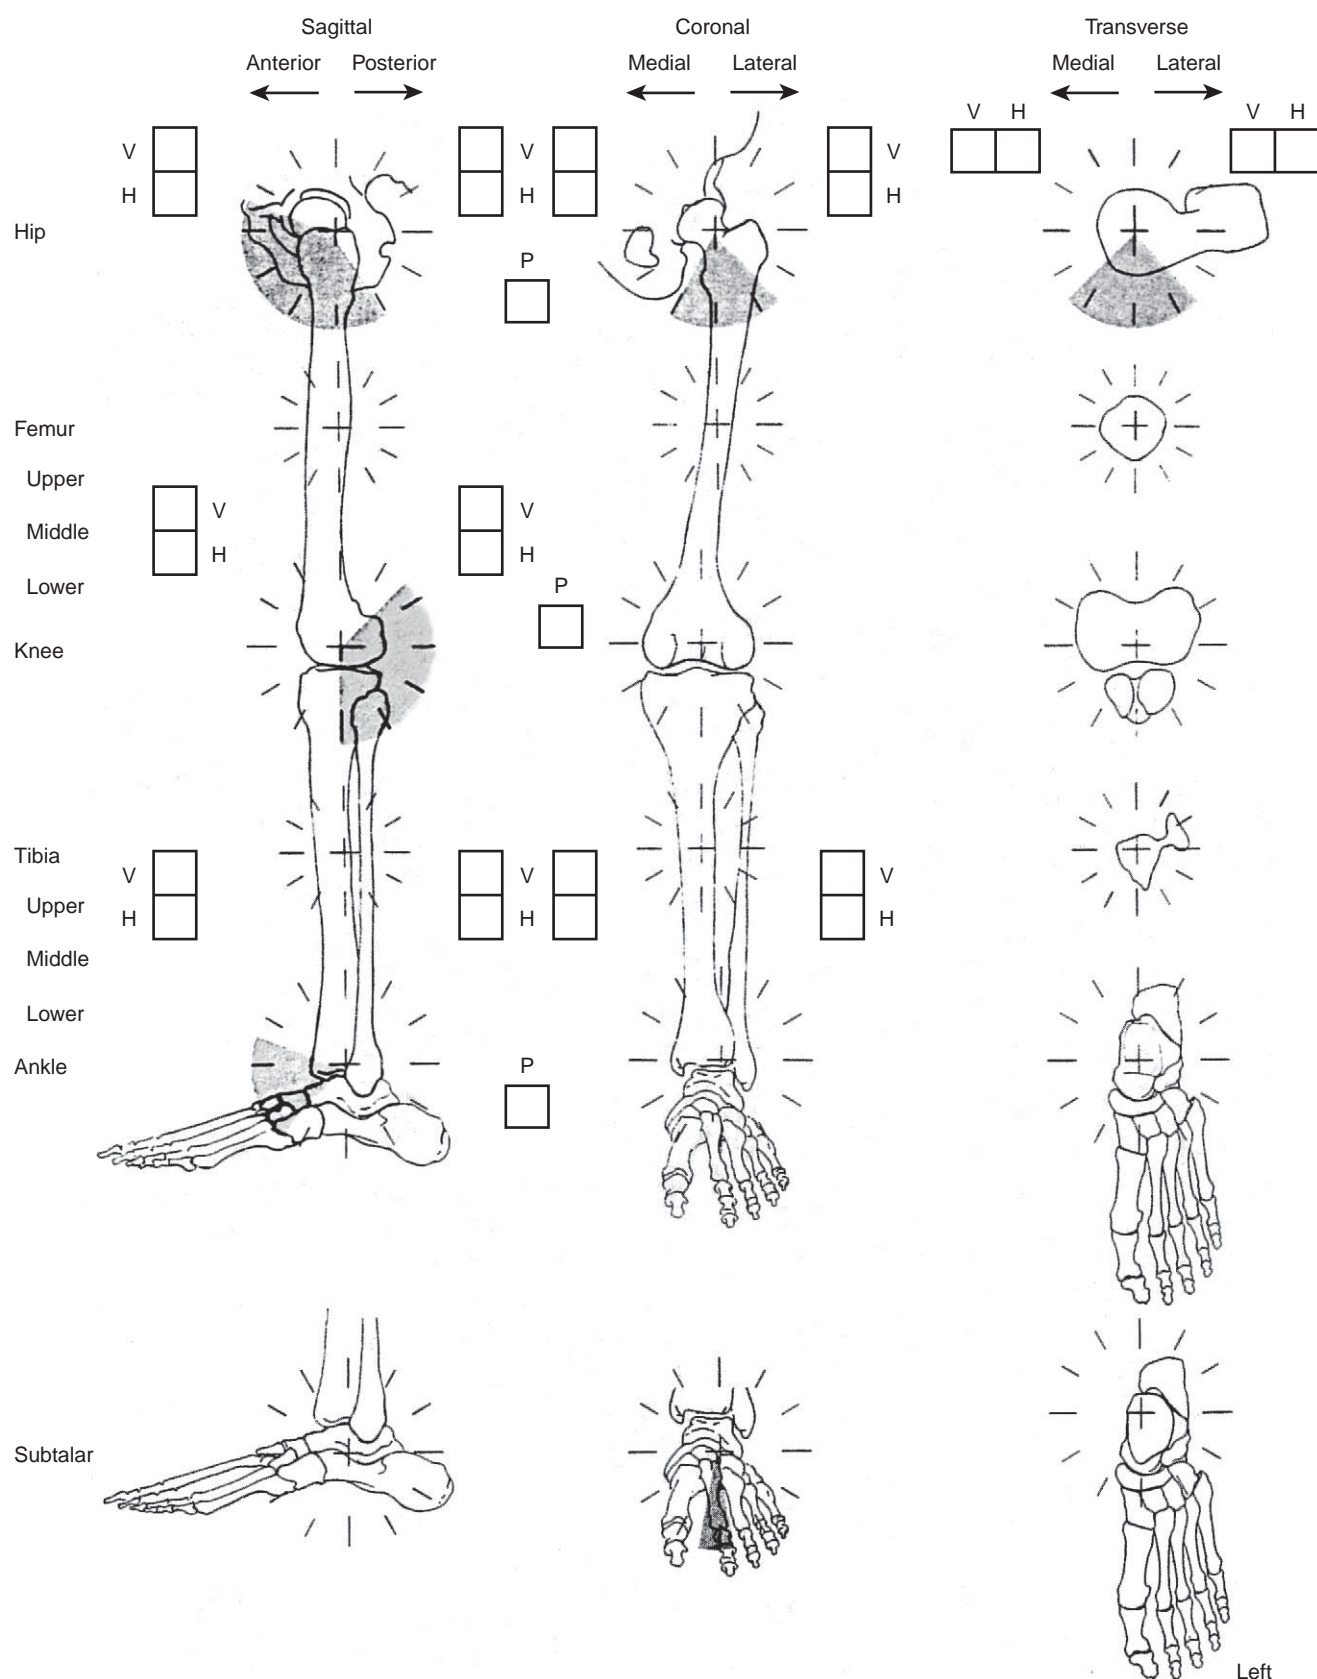 Sagittal Coronal Transverse
Anterior Posterior Medial Lateral Medial Lateral
V H V H
V V V
H H H
Hip
P
Femur
Upper
V V
Middle
H H
P
Lower
Knee
Tibia
V V V
Upper
H H H
Middle
Lower
Ankle
P
Subtalar
Left